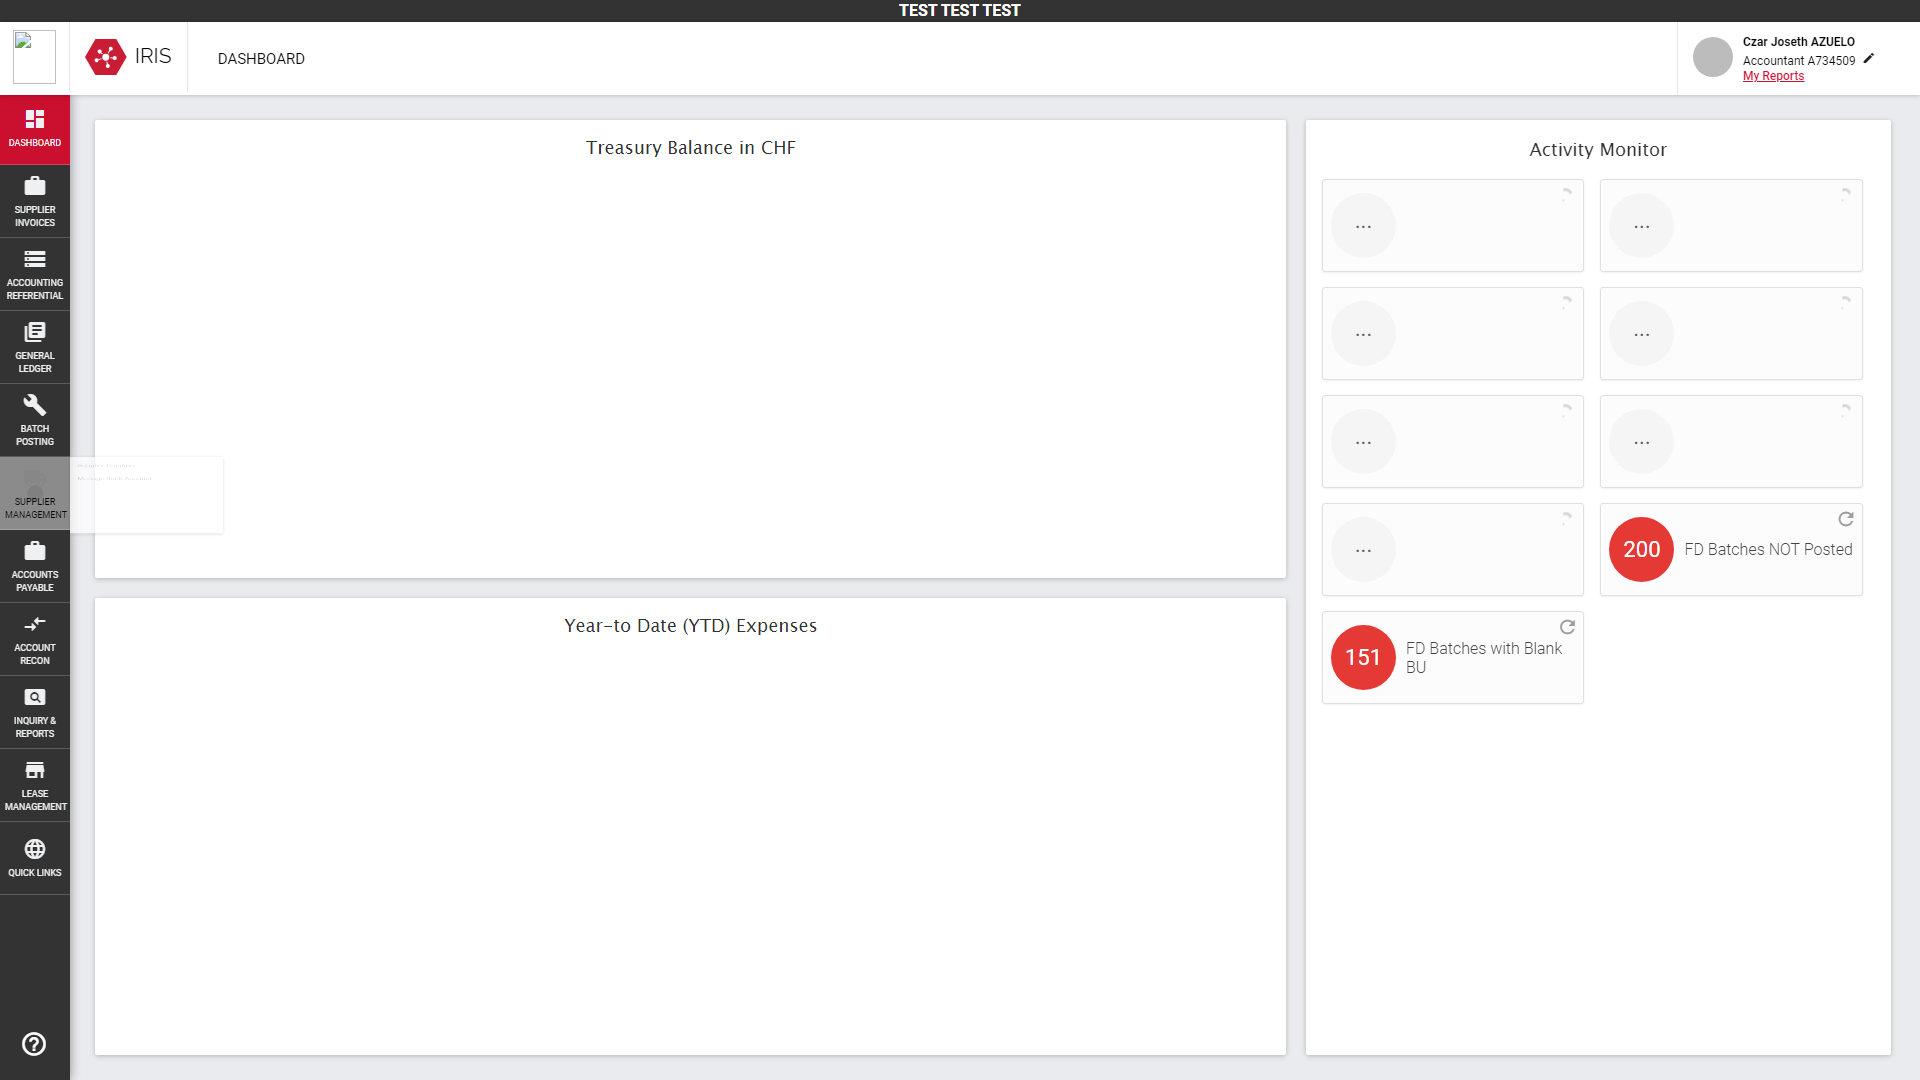 TEST TEST TEST
IRIS
DASHBOARD
Czar Joseth AZUELO
Accountant A734509
My Reports
DASHBOARD
SUPPLIER
INVOICES
ACCOUNTING
REFERENTIAL
GENERAL
LEDGER
BATCH
POSTING
SUPPLIER
MANAGEMENT
ACCOUNTS
PAYABLE
ACCOUNT
RECON
INQUIRY &
REPORTS
LEASE
MANAGEMENT
QUICK LINKS
Treasury Balance in CHF
Year-to Date (YTD) Expenses
Activity Monitor
...
...
...
...
...
...
...
200 FD Batches NOT Posted
151 FD Batches with Blank
BU